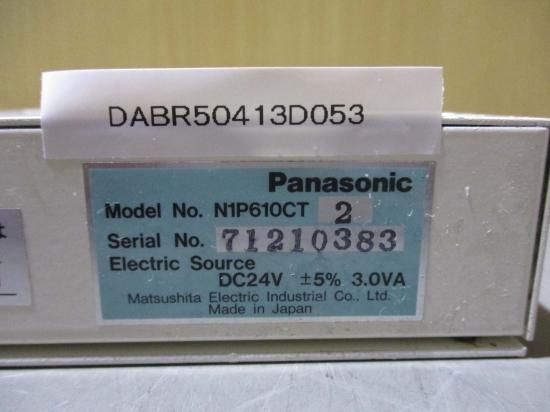 DABR50413D053
Panasonic
Model No. N1P610CT 2
Serial No. 71210383
Electric Source
DC24V ±5% 3.0VA
Matsushita Electric Industrial Co., Ltd.
Made in Japan
は